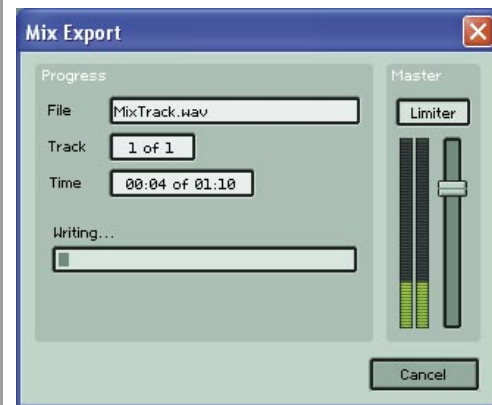 Mix Export
Progress
File MixTrack.wav
Track 1 of 1
Time 00:04 of 01:10
Writing...
Master
Limiter
Cancel